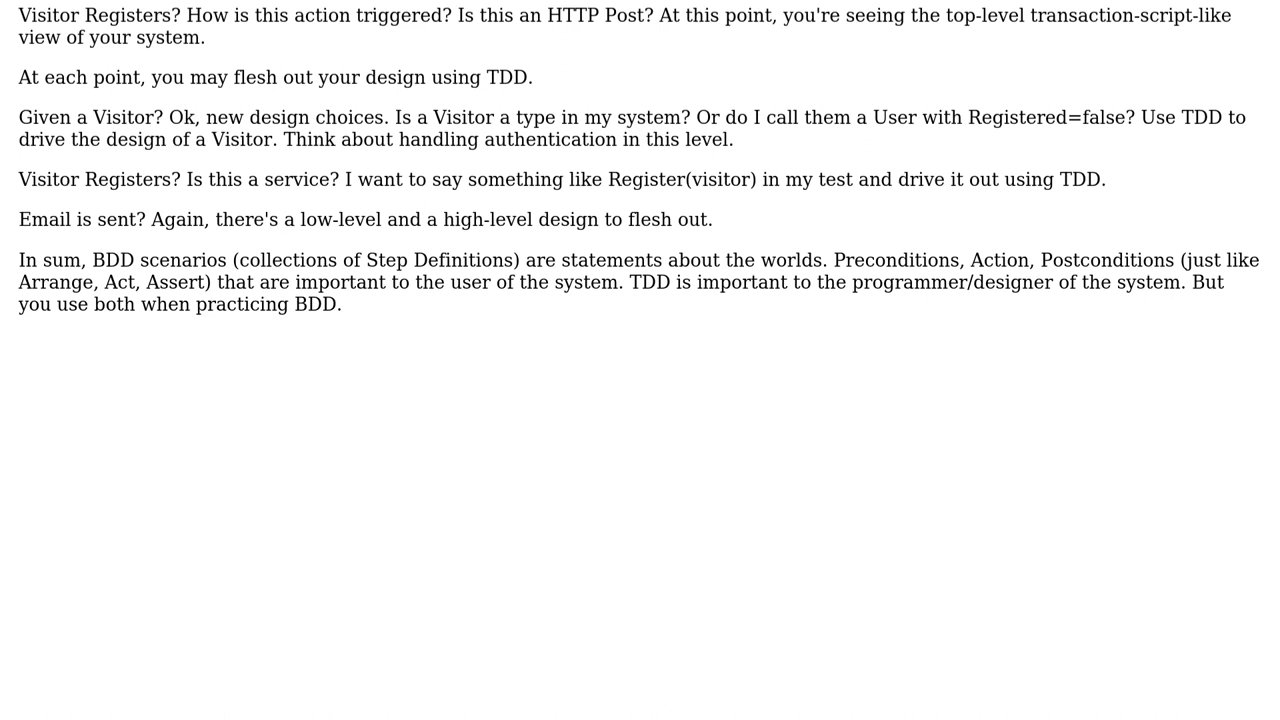 Visitor Registers? How is this action triggered? Is this an HTTP Post? At this point, you're seeing the top-level transaction-script-like
view of your system.
At each point, you may flesh out your design using TDD.
Given a Visitor? Ok, new design choices. Is a Visitor a type in my system? Or do I call them a User with Registered=false? Use TDD to
drive the design of a Visitor. Think about handling authentication in this level.
Visitor Registers? Is this a service? I want to say something like Register(visitor) in my test and drive it out using TDD.
Email is sent? Again, there's a low-level and a high-level design to flesh out.
In sum, BDD scenarios (collections of Step Definitions) are statements about the worlds. Preconditions, Action, Postconditions (just like
Arrange, Act, Assert) that are important to the user of the system. TDD is important to the programmer/designer of the system. But
you use both when practicing BDD.